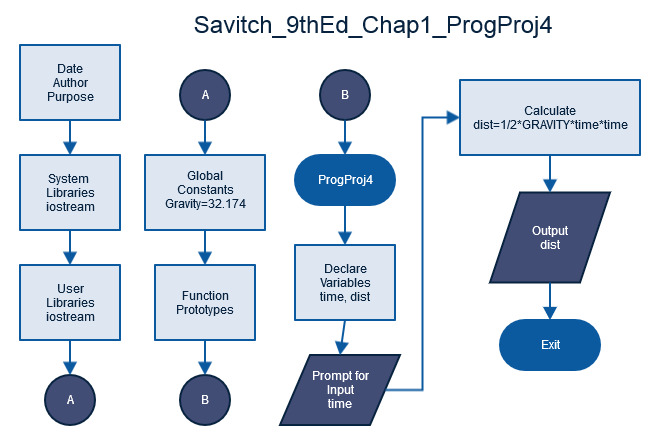 Savitch_9thEd_Chap1_ProgProj4
Date
Author
Purpose
System
Libraries
iostream
User
Libraries
iostream
A
A
Global
Constants
Gravity=32.174
Function
Prototypes
B
B
ProgProj4
Declare
Variables
time, dist
Prompt for
Input
time
Calculate
dist=1/2*GRAVITY*time*time
Output
dist
Exit